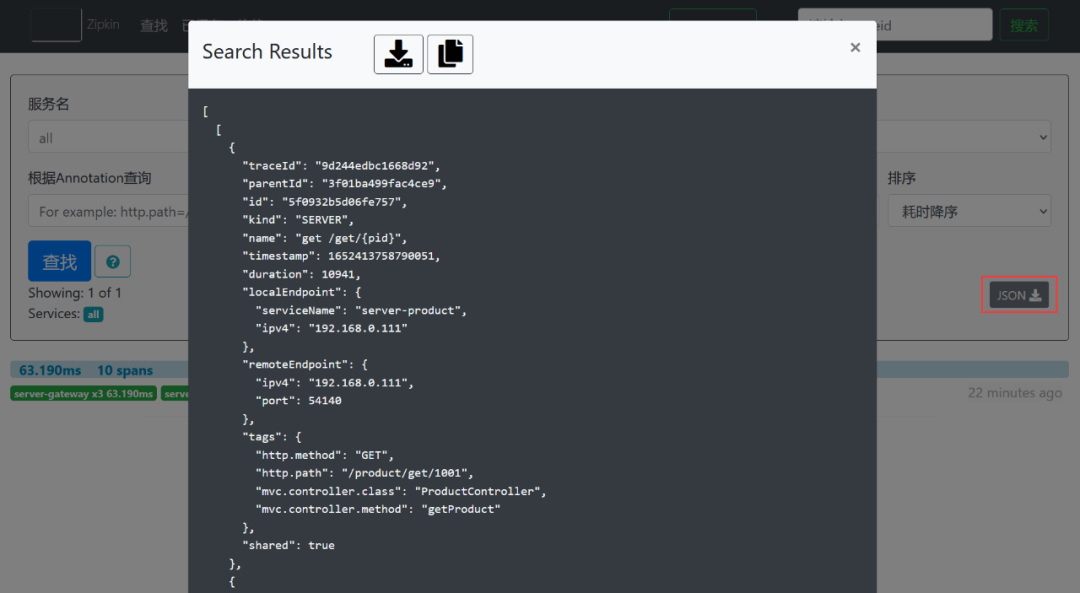 Zipkin 查找
搜索
Search Results
×
服务名
all
根据Annotation查询
排序
For example: http.path=/
耗时降序
查找
?
Showing: 1 of 1
Services: all
JSON
63.190ms 10 spans
server-gateway x3 63.190ms
22 minutes ago
[
[
{
"traceId": "9d244edbc1668d92",
"parentId": "3f01ba499fac4ce9",
"id": "5f0932b5d06fe757",
"kind": "SERVER",
"name": "get /get/{pid}",
"timestamp": 1652413758790051,
"duration": 10941,
"localEndpoint": {
"serviceName": "server-product",
"ipv4": "192.168.0.111"
},
"remoteEndpoint": {
"ipv4": "192.168.0.111",
"port": 54140
},
"tags": {
"http.method": "GET",
"http.path": "/product/get/1001",
"mvc.controller.class": "ProductController",
"mvc.controller.method": "getProduct"
},
"shared": true
},
{